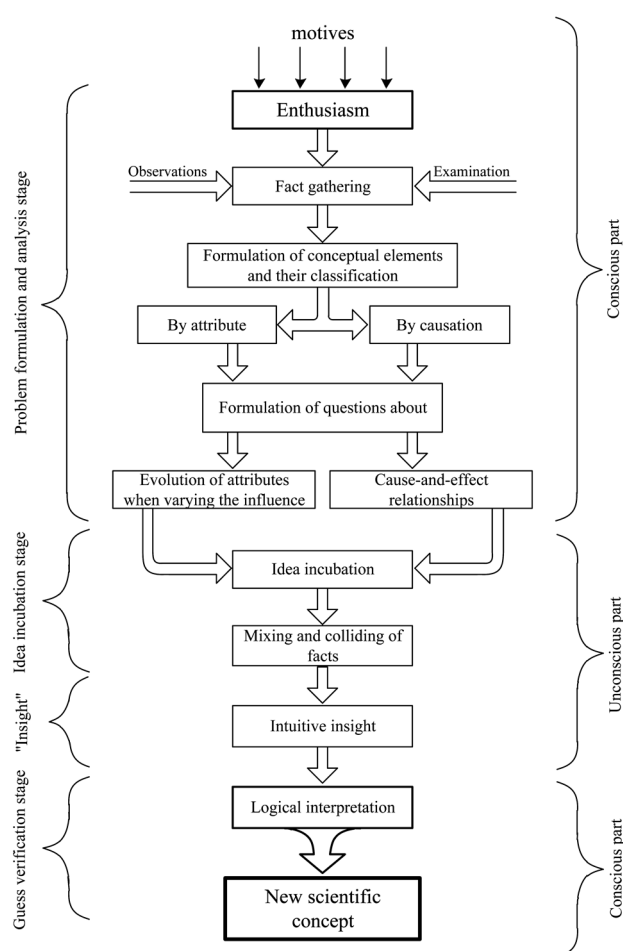 motives
Enthusiasm
Observations
Examination
Fact gathering
Formulation of conceptual elements
and their classification
By attribute
By causation
Formulation of questions about
Evolution of attributes
when varying the influence
Cause-and-effect
relationships
Idea incubation
Mixing and colliding of
facts
Intuitive insight
Logical interpretation
New scientific
concept
Problem formulation and analysis stage
Idea incubation stage
"Insight"
Guess verification stage
Conscious part
Unconscious part
Conscious part